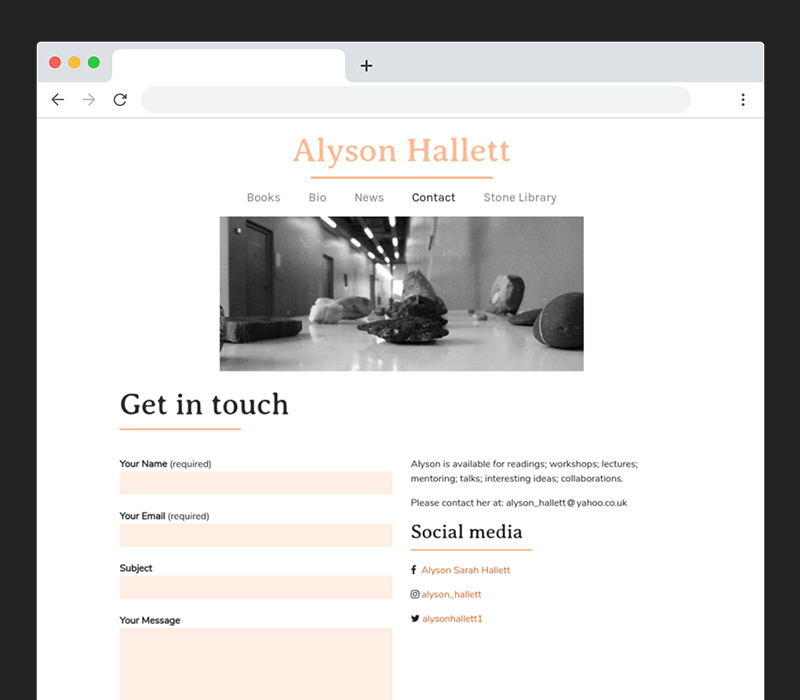 Alyson Hallett
Books Bio News Contact Stone Library
Get in touch
Your Name (required)
Your Email (required)
Subject
Your Message
Alyson is available for readings; workshops; lectures;
mentoring; talks; interesting ideas; collaborations.
Please contact her at: alyson_hallett@yahoo.co.uk
Social media
Alyson Sarah Hallett
alyson_hallett
alysonhallett1